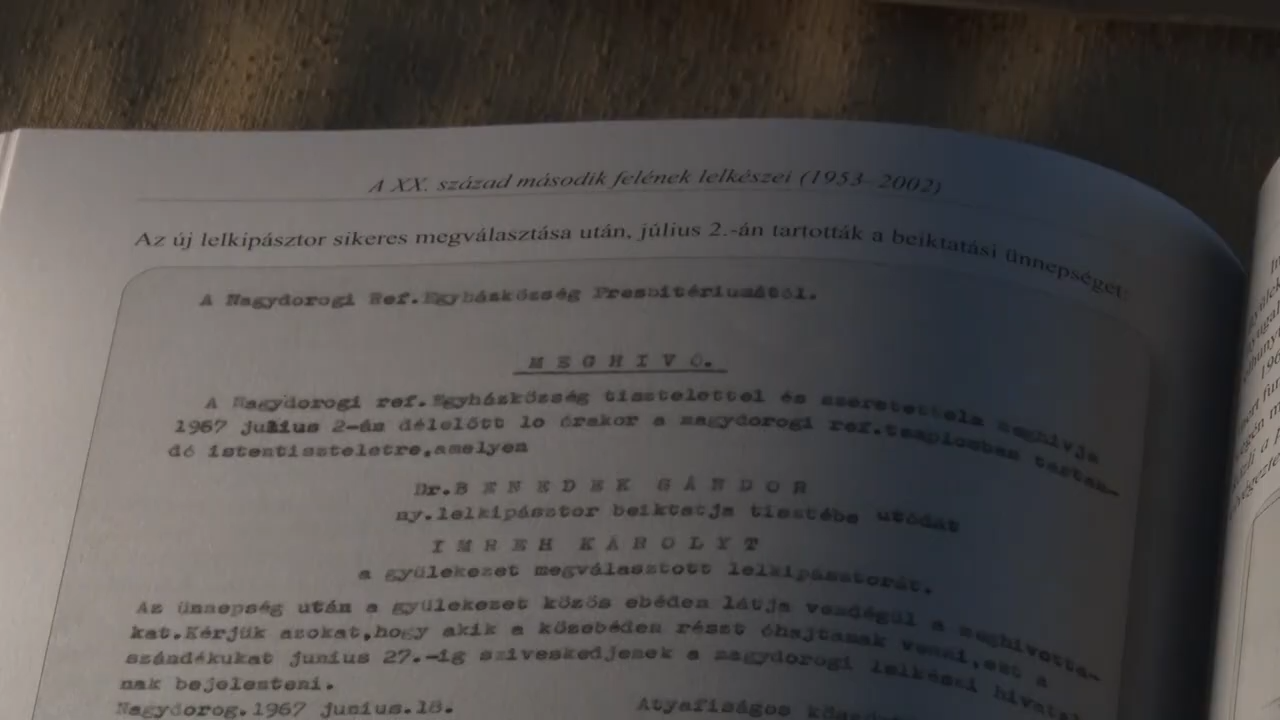 A XX. század második felének lelkészei (1953–2002)
Az új lelkipásztor sikeres megválasztása után, július 2.-án tartották a beiktatási ünnepséget:
A Nagydorogi Ref.Egyházközség Presbitériumától.
M E G H I V Ó.
A Nagydorogi ref.Egyházközség tisztelettel és szeretettel meghivja
1967 julius 2-án délelőtt lo órakor a nagydorogi ref.templomban tartan-
dó istentiszteletre,amelyen
Dr.B E N E D E K S Á N D O R
ny.lelkipásztor beiktatja tisztébe utódát
I M R E H K Á R O L Y T
a gyülekezet megválasztott lelkipásztorát.
Az ünnepség után a gyülekezet közös ebéden látja vendégül a meghivotta-
kat.Kérjük azokat,hogy akik a közebéden részt óhajtanak venni,ezt a
szándékukat junius 27.-ig sziveskedjenek a nagydorogi lelkészi hivatal
nak bejelenteni.
Nagydorog.1967 junius.18.
Atyafiságos